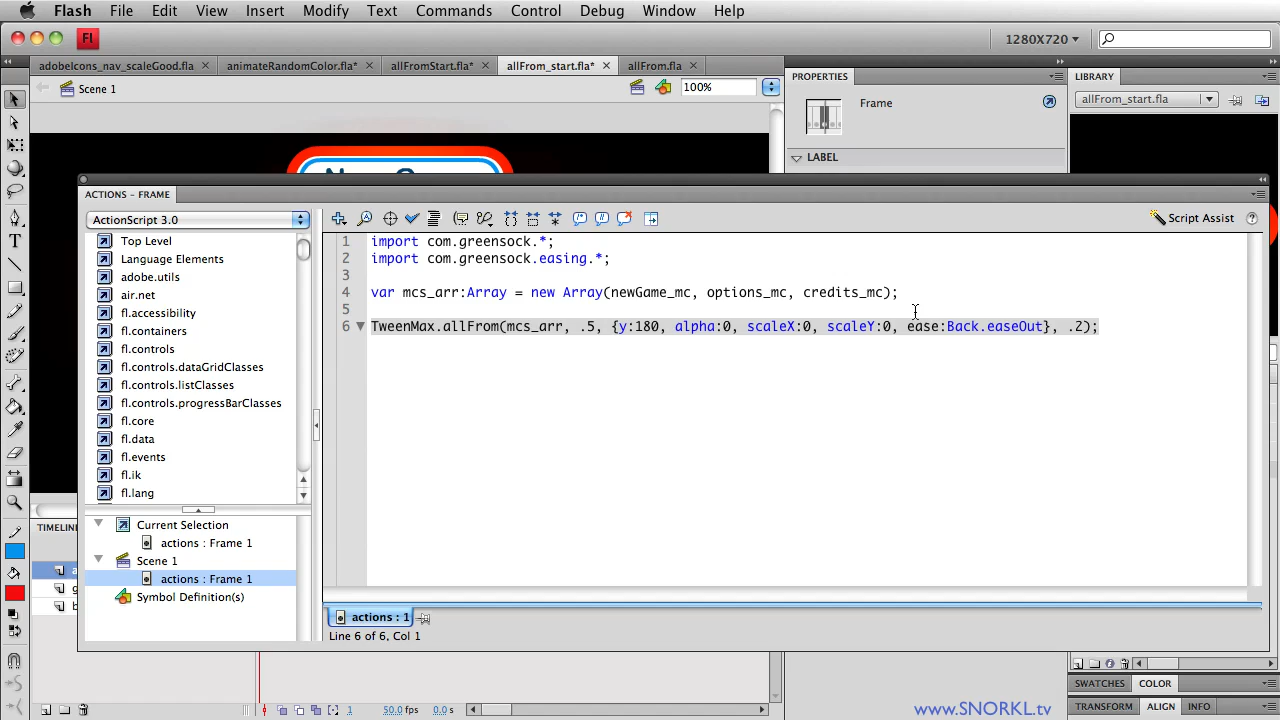 Flash File Edit View Insert Modify Text Commands Control Debug Window Help
Fl 1280X720
adobeIcons_nav_scaleGood.fla animateRandomColor.fla* allFromStart.fla* allFrom_start.fla* allFrom.fla
PROPERTIES
LIBRARY
Scene 1 100%
Frame
allFrom_start.fla
LABEL
ACTIONS – FRAME
ActionScript 3.0
Script Assist
Top Level
Language Elements
adobe.utils
air.net
fl.accessibility
fl.containers
fl.controls
fl.controls.dataGridClasses
fl.controls.listClasses
fl.controls.progressBarClasses
fl.core
fl.data
fl.events
fl.ik
fl.lang
1 import com.greensock.*;
2 import com.greensock.easing.*;
3
4 var mcs_arr:Array = new Array(newGame_mc, options_mc, credits_mc);
5
6 TweenMax.allFrom(mcs_arr, .5, {y:180, alpha:0, scaleX:0, scaleY:0, ease:Back.easeOut}, .2);
Current Selection
actions : Frame 1
Scene 1
actions : Frame 1
Symbol Definition(s)
actions : 1
Line 6 of 6, Col 1
TIMELINE
1 50.0 fps 0.0 s
SWATCHES COLOR
TRANSFORM ALIGN INFO
www.SNORKL.tv